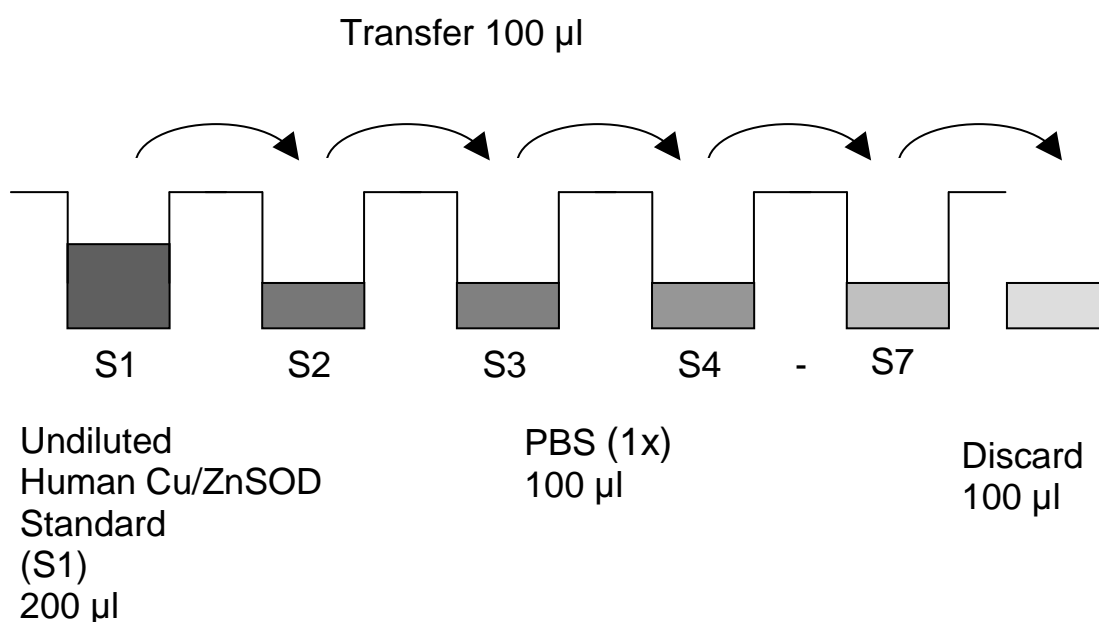 Transfer 100 µl
S1 S2 S3 S4 - S7
Undiluted
Human Cu/ZnSOD
Standard
(S1)
200 µl
PBS (1x)
100 µl
Discard
100 µl